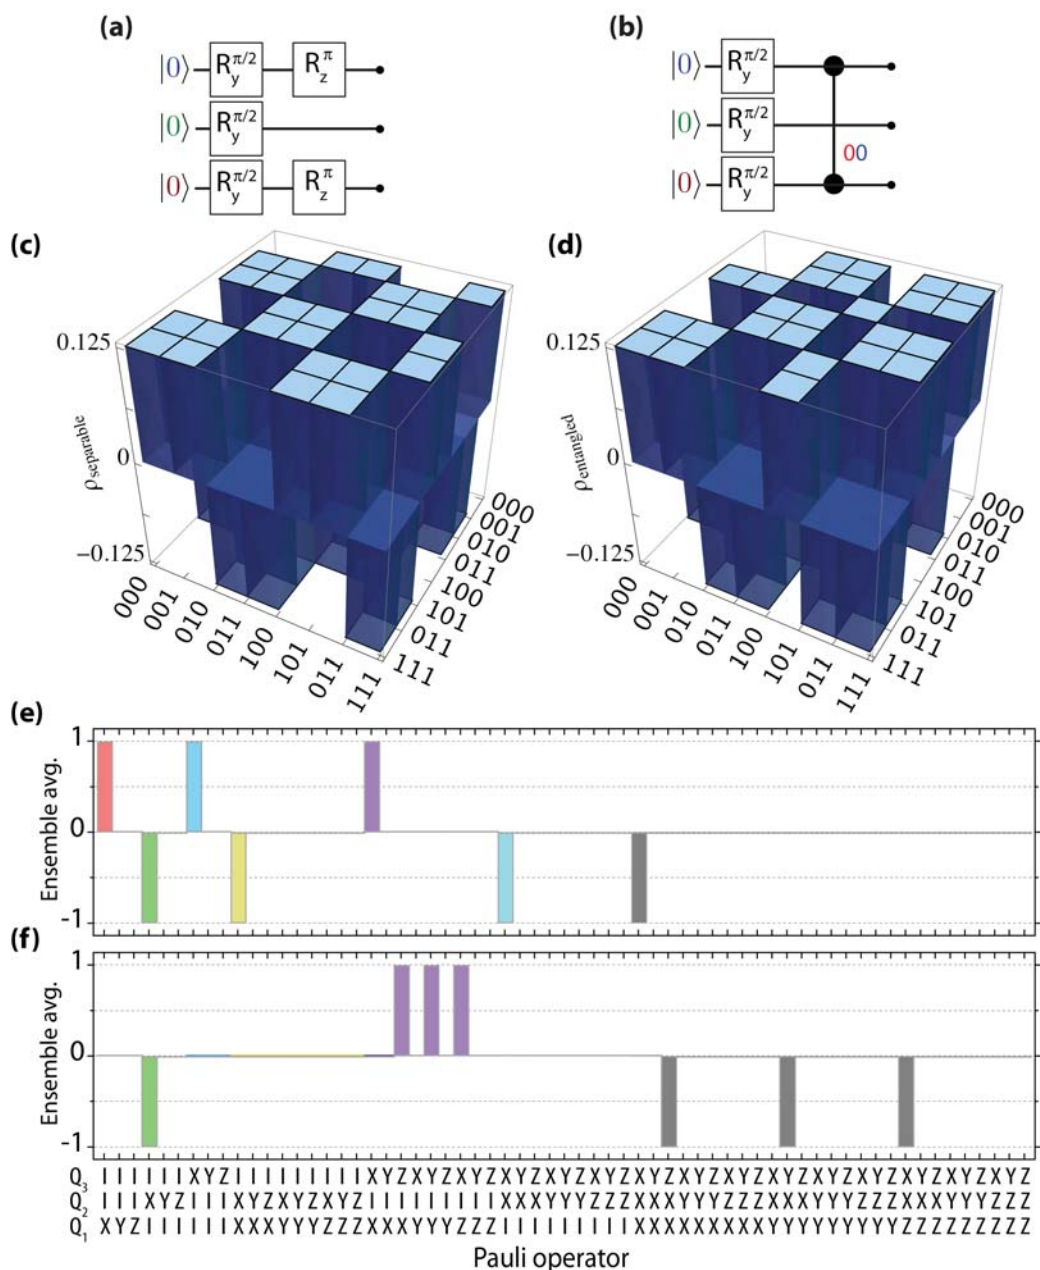 (a)
|0⟩ R_y^π/2 R_z^π
|0⟩ R_y^π/2
|0⟩ R_y^π/2 R_z^π
(b)
|0⟩ R_y^π/2
|0⟩ R_y^π/2
00
|0⟩ R_y^π/2
(c)
0.125
0
−0.125
ρseparable
000 001 010 011 100 101 011 111
000 001 010 011 100 101 011 111
(d)
0.125
0
−0.125
ρentangled
000 001 010 011 100 101 011 111
000 001 010 011 100 101 011 111
(e)
1
0
-1
Ensemble avg.
(f)
1
0
-1
Ensemble avg.
Q3 I I I I I I X Y Z I I I I I I I I I X Y Z X Y Z X Y Z X Y Z X Y Z X Y Z X Y Z X Y Z X Y Z X Y Z X Y Z X Y Z X Y Z X Y Z X Y Z
Q2 I I I X Y Z I I I X Y Z X Y Z X Y Z I I I I I I I I I X X X Y Y Y Z Z Z X X X Y Y Y Z Z Z X X X Y Y Y Z Z Z X X X Y Y Y Z Z Z
Q1 X Y Z I I I I I I X X X Y Y Y Z Z Z X X X Y Y Y Z Z Z I I I I I I I I I X X X X X X X X X Y Y Y Y Y Y Y Y Y Z Z Z Z Z Z Z Z Z
Pauli operator